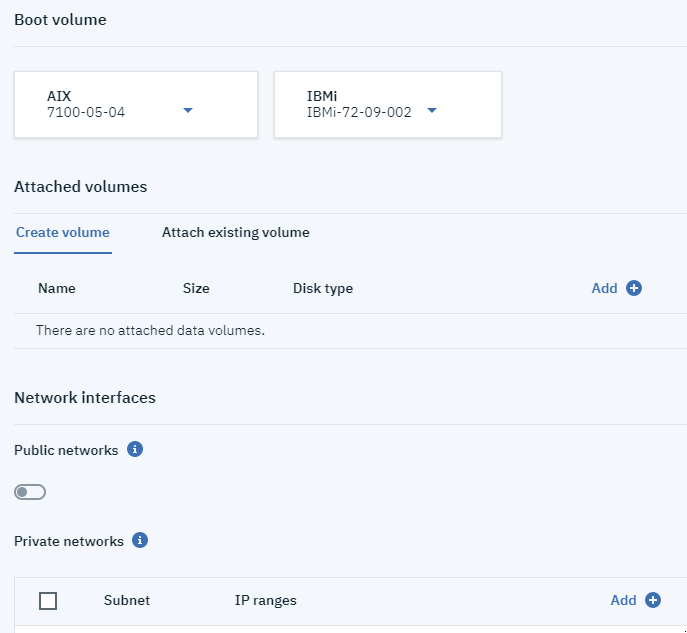 Boot volume
AIX
7100-05-04
IBMi
IBMi-72-09-002
Attached volumes
Create volume Attach existing volume
Name Size Disk type Add
There are no attached data volumes.
Network interfaces
Public networks
Private networks
Subnet IP ranges Add